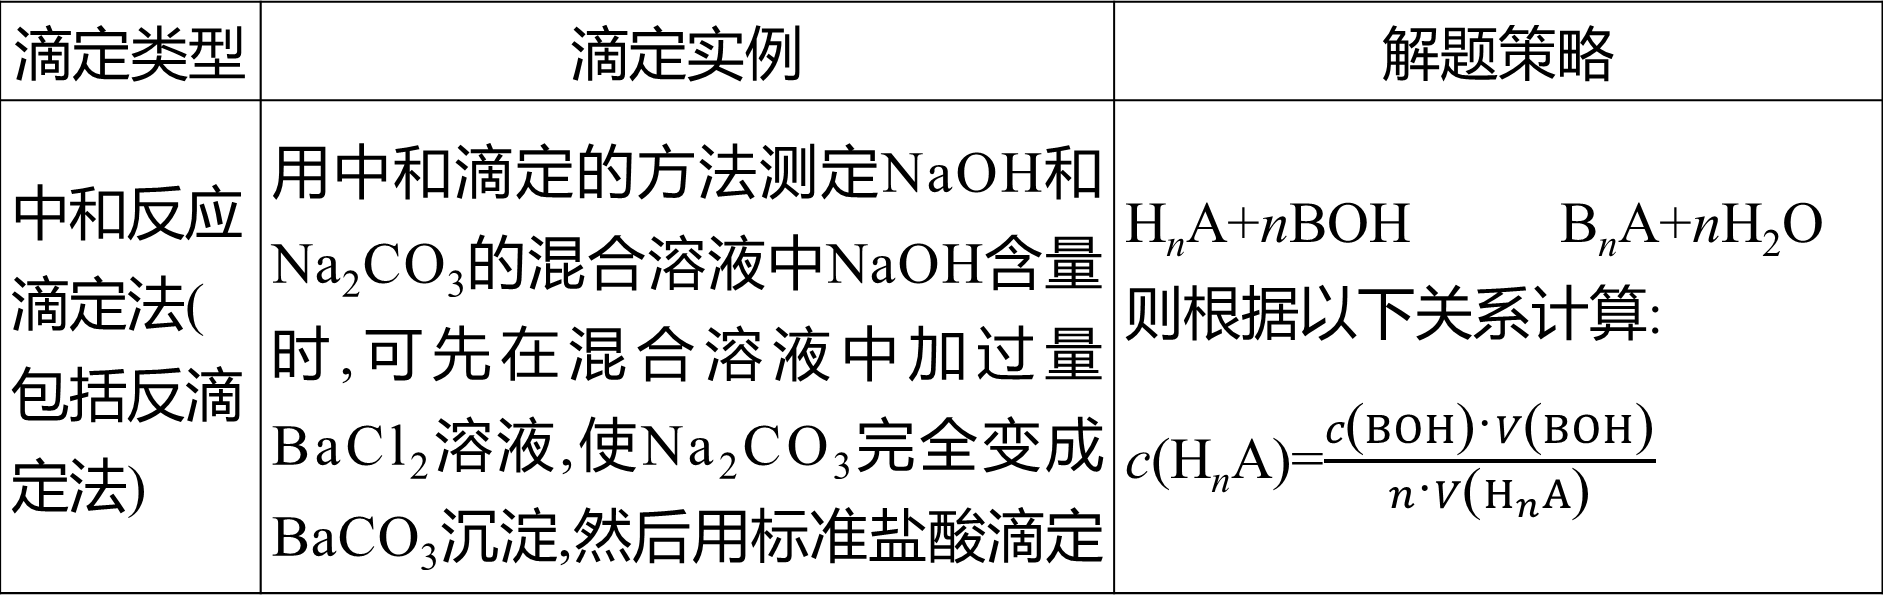 滴定类型
滴定实例
解题策略
中和反应
滴定法(
包括反滴
定法)
用中和滴定的方法测定NaOH和
Na₂CO₃的混合溶液中NaOH含量
时,可先在混合溶液中加过量
BaCl₂溶液,使Na₂CO₃完全变成
BaCO₃沉淀,然后用标准盐酸滴定
HₙA+nBOH BₙA+nH₂O
则根据以下关系计算:
c(HₙA)=c(BOH)·V(BOH)/n·V(HₙA)